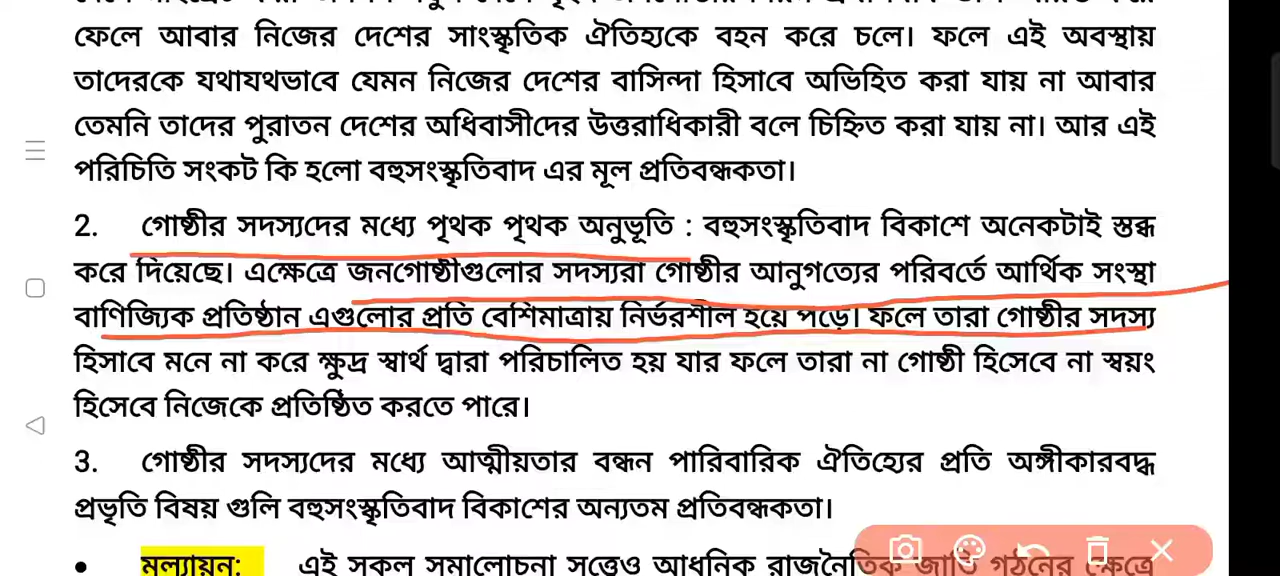 ফেলে আবার নিজের দেশের সাংস্কৃতিক ঐতিহ্যকে বহন করে চলে। ফলে এই অবস্থায়
তাদেরকে যথাযথভাবে যেমন নিজের দেশের বাসিন্দা হিসাবে অভিহিত করা যায় না আবার
তেমনি তাদের পুরাতন দেশের অধিবাসীদের উত্তরাধিকারী বলে চিহ্নিত করা যায় না। আর এই
পরিচিতি সংকট কি হলো বহুসংস্কৃতিবাদ এর মূল প্রতিবন্ধকতা।
2. গোষ্ঠীর সদস্যদের মধ্যে পৃথক পৃথক অনুভূতি : বহুসংস্কৃতিবাদ বিকাশে অনেকটাই স্তব্ধ
করে দিয়েছে। এক্ষেত্রে জনগোষ্ঠীগুলোর সদস্যরা গোষ্ঠীর আনুগত্যের পরিবর্তে আর্থিক সংস্থা
বাণিজ্যিক প্রতিষ্ঠান এগুলোর প্রতি বেশিমাত্রায় নির্ভরশীল হয়ে পড়ে। ফলে তারা গোষ্ঠীর সদস্য
হিসাবে মনে না করে ক্ষুদ্র স্বার্থ দ্বারা পরিচালিত হয় যার ফলে তারা না গোষ্ঠী হিসেবে না স্বয়ং
হিসেবে নিজেকে প্রতিষ্ঠিত করতে পারে।
3. গোষ্ঠীর সদস্যদের মধ্যে আত্মীয়তার বন্ধন পারিবারিক ঐতিহ্যের প্রতি অঙ্গীকারবদ্ধ
প্রভৃতি বিষয় গুলি বহুসংস্কৃতিবাদ বিকাশের অন্যতম প্রতিবন্ধকতা।
• মূল্যায়ন: এই সকল সমালোচনা সত্ত্বেও আধুনিক রাজনৈতিক জাতি গঠনের ক্ষেত্রে